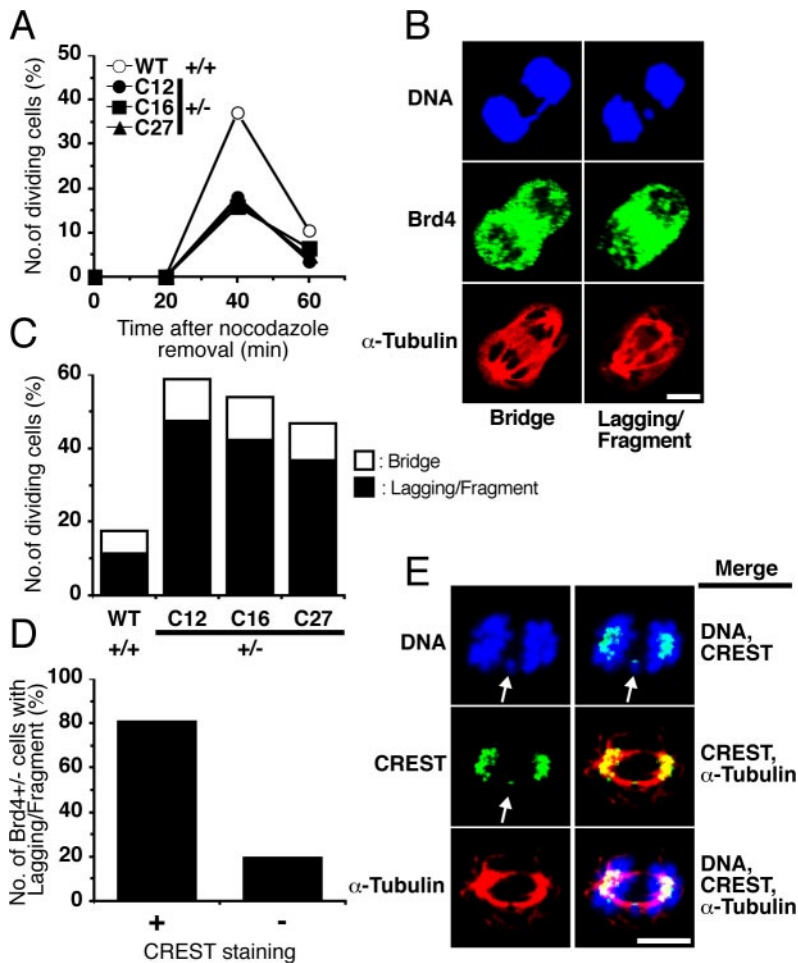 A
No.of dividing cells (%)
50
40
30
20
10
0
0
20
40
60
Time after nocodazole
removal (min)
WT +/+
C12
C16 +/-
C27
B
DNA
Brd4
α-Tubulin
Bridge
Lagging/
Fragment
C
No.of dividing cells (%)
60
40
20
0
: Bridge
: Lagging/Fragment
WT
C12
C16
C27
+/+
+/-
D
No. of Brd4+/- cells with
Lagging/Fragment (%)
100
80
60
40
20
0
+
-
CREST staining
E
Merge
DNA
DNA,
CREST
CREST
CREST,
α-Tubulin
α-Tubulin
DNA,
CREST,
α-Tubulin